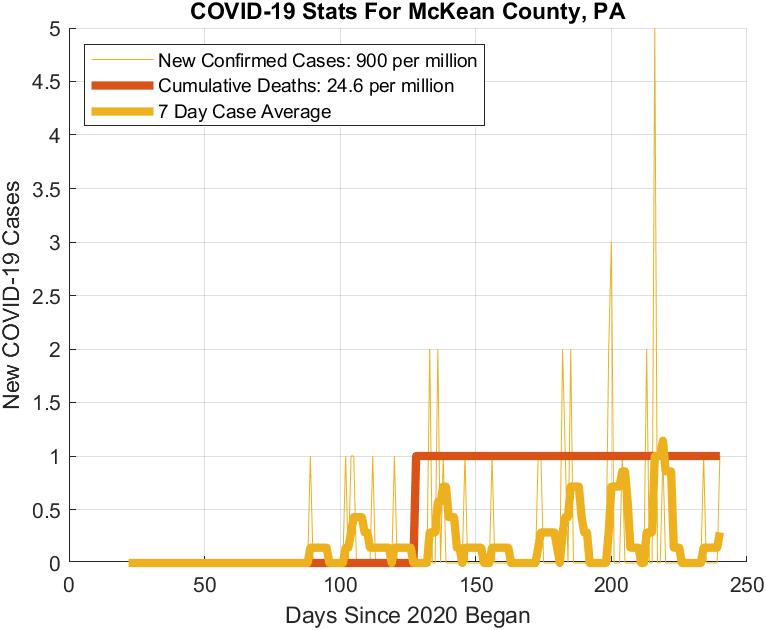 COVID-19 Stats For McKean County, PA
New Confirmed Cases: 900 per million
Cumulative Deaths: 24.6 per million
7 Day Case Average
New COVID-19 Cases
5
4.5
4
3.5
3
2.5
2
1.5
1
0.5
0
0 50 100 150 200 250
Days Since 2020 Began